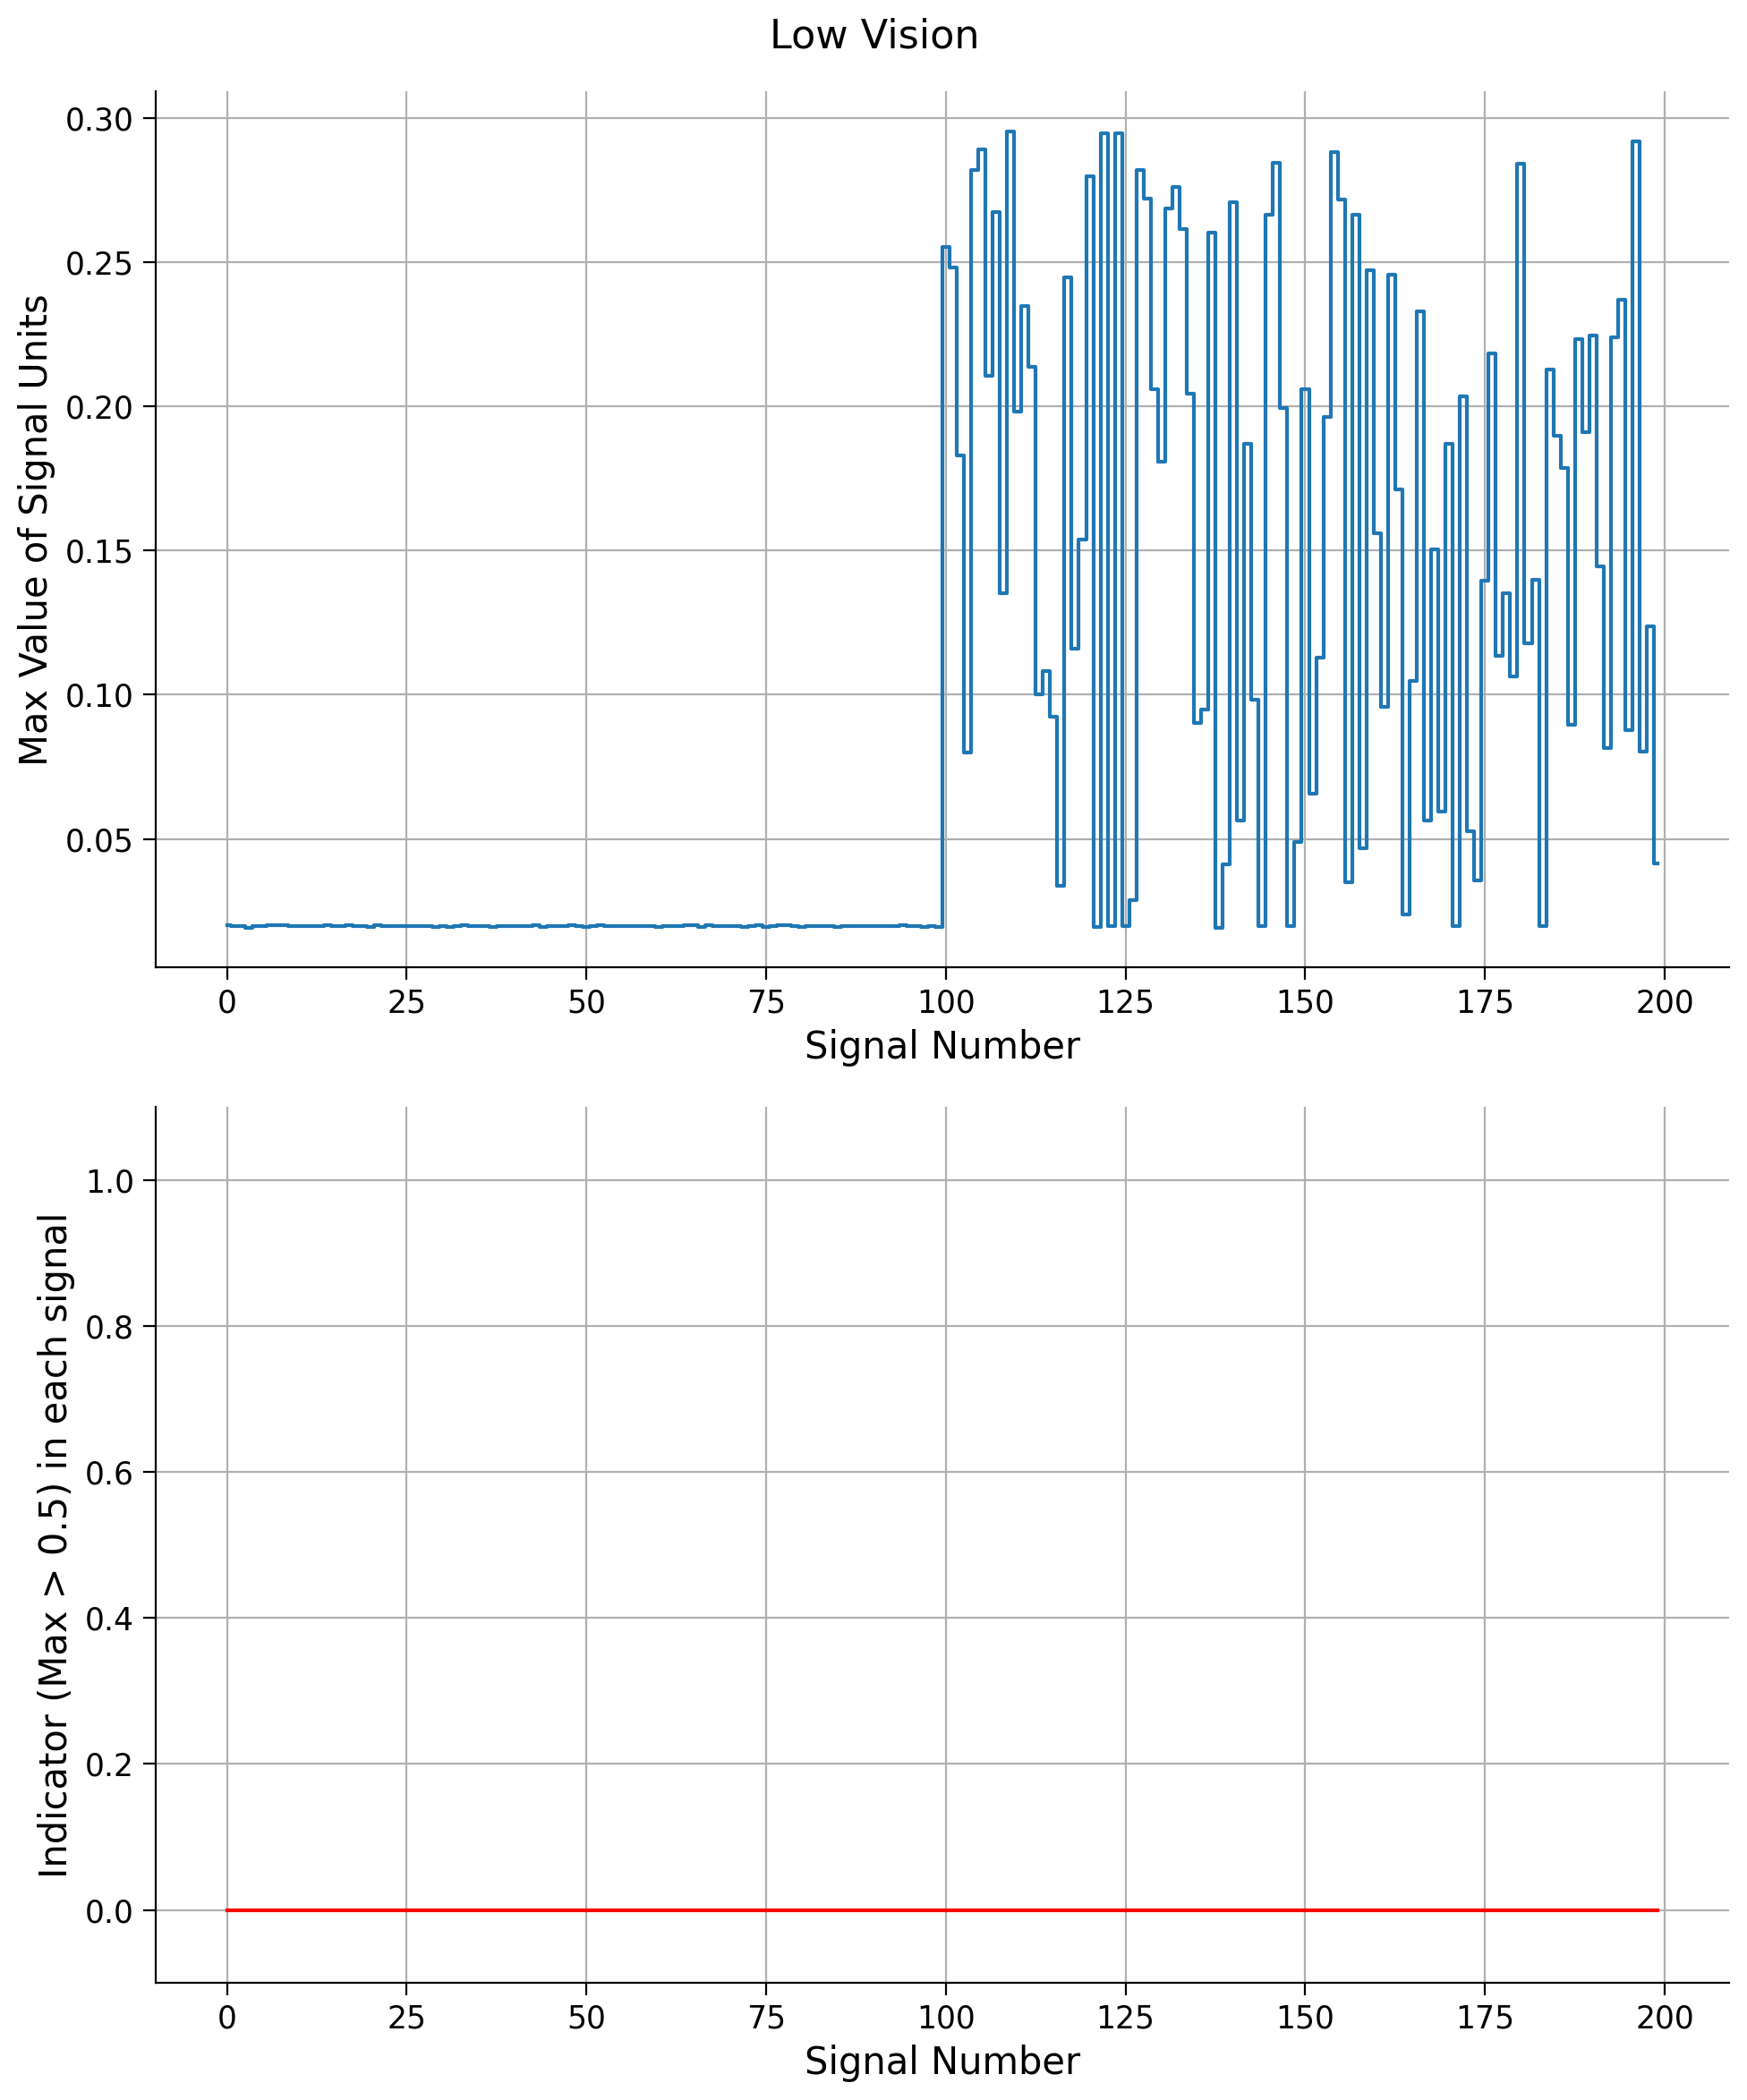 Low Vision
Max Value of Signal Units
0.30
0.25
0.20
0.15
0.10
0.05
0 25 50 75 100 125 150 175 200
Signal Number
Indicator (Max > 0.5) in each signal
1.0
0.8
0.6
0.4
0.2
0.0
0 25 50 75 100 125 150 175 200
Signal Number